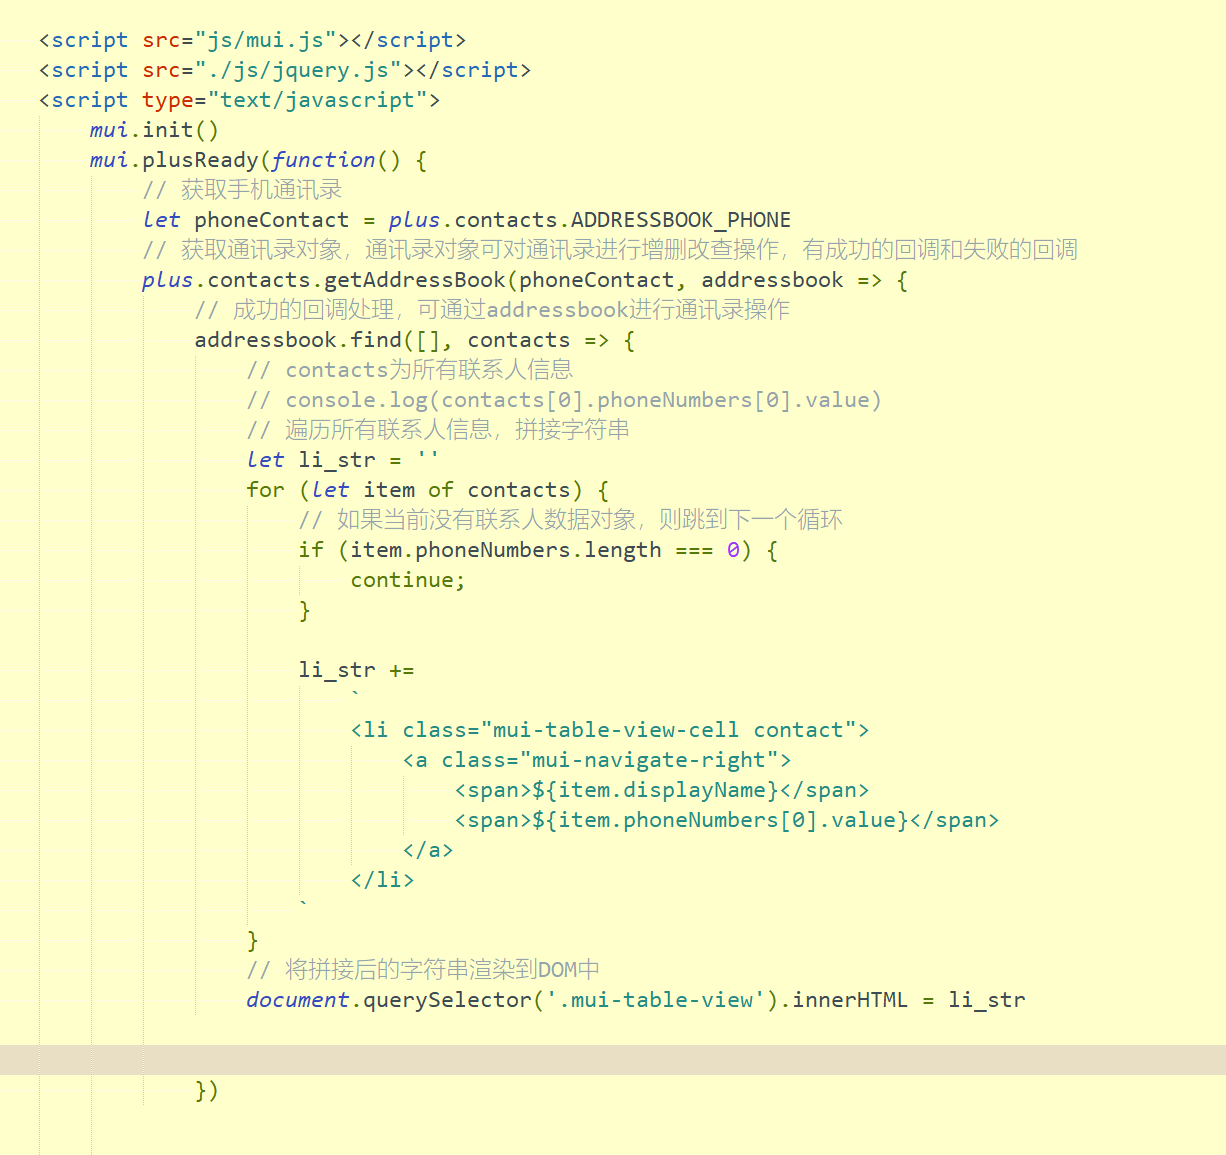 <script src="js/mui.js"></script>
<script src="./js/jquery.js"></script>
<script type="text/javascript">
    mui.init()
    mui.plusReady(function() {
        // 获取手机通讯录
        let phoneContact = plus.contacts.ADDRESSBOOK_PHONE
        // 获取通讯录对象，通讯录对象可对通讯录进行增删改查操作，有成功的回调和失败的回调
        plus.contacts.getAddressBook(phoneContact, addressbook => {
            // 成功的回调处理，可通过addressbook进行通讯录操作
            addressbook.find([], contacts => {
                // contacts为所有联系人信息
                // console.log(contacts[0].phoneNumbers[0].value)
                // 遍历所有联系人信息，拼接字符串
                let li_str = ''
                for (let item of contacts) {
                    // 如果当前没有联系人数据对象，则跳到下一个循环
                    if (item.phoneNumbers.length === 0) {
                        continue;
                    }

                    li_str +=
                        `
                        <li class="mui-table-view-cell contact">
                            <a class="mui-navigate-right">
                                <span>${item.displayName}</span>
                                <span>${item.phoneNumbers[0].value}</span>
                            </a>
                        </li>
                    `
                }
                // 将拼接后的字符串渲染到DOM中
                document.querySelector('.mui-table-view').innerHTML = li_str

            })